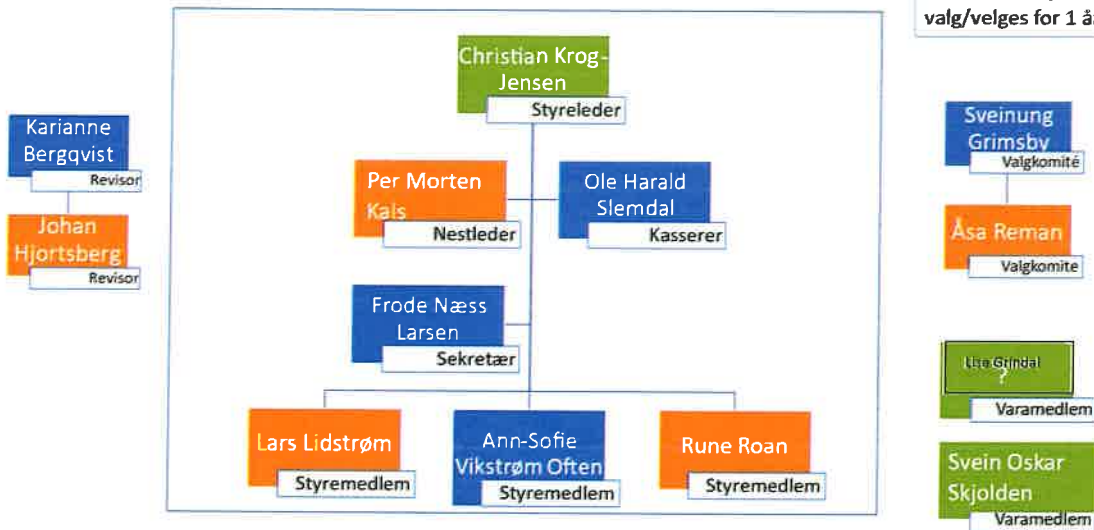 valg/velges for 1
Christian Krog-
Jensen
Styreleder
Karianne
Bergqvist
Revisor
Johan
Hjortsberg
Revisor
Per Morten
Kals
Nestleder
Ole Harald
Slemdal
Kasserer
Frode Næss
Larsen
Sekretær
Lars Lidstrøm
Styremedlem
Ann-Sofie
Vikstrøm Often
Styremedlem
Rune Roan
Styremedlem
Sveinung
Grimsby
Valgkomité
Åsa Reman
Valgkomite
Grindal
?
Varamedlem
Svein Oskar
Skjolden
Varamedlem